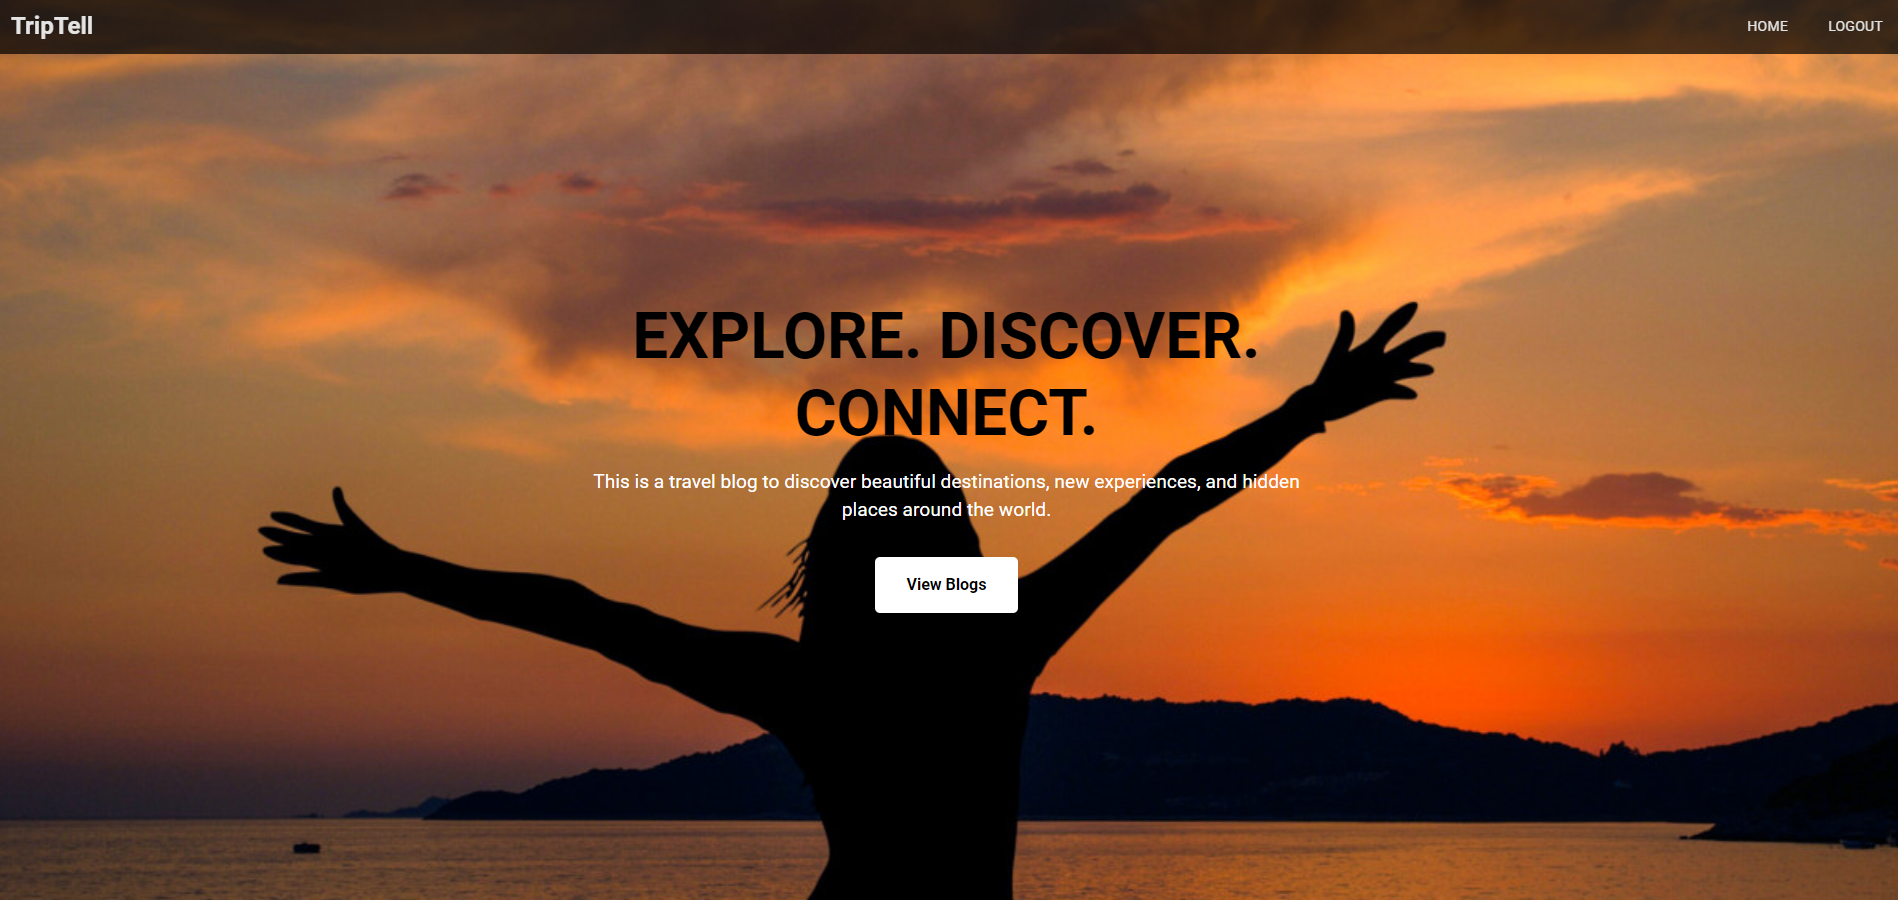 TripTell
HOME LOGOUT
EXPLORE. DISCOVER.
CONNECT.
This is a travel blog to discover beautiful destinations, new experiences, and hidden
places around the world.
View Blogs